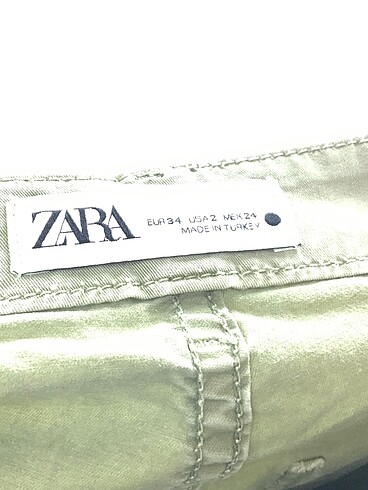 ZARA
EUR 34 USA 2 MEX 24
MADE IN TURKEY